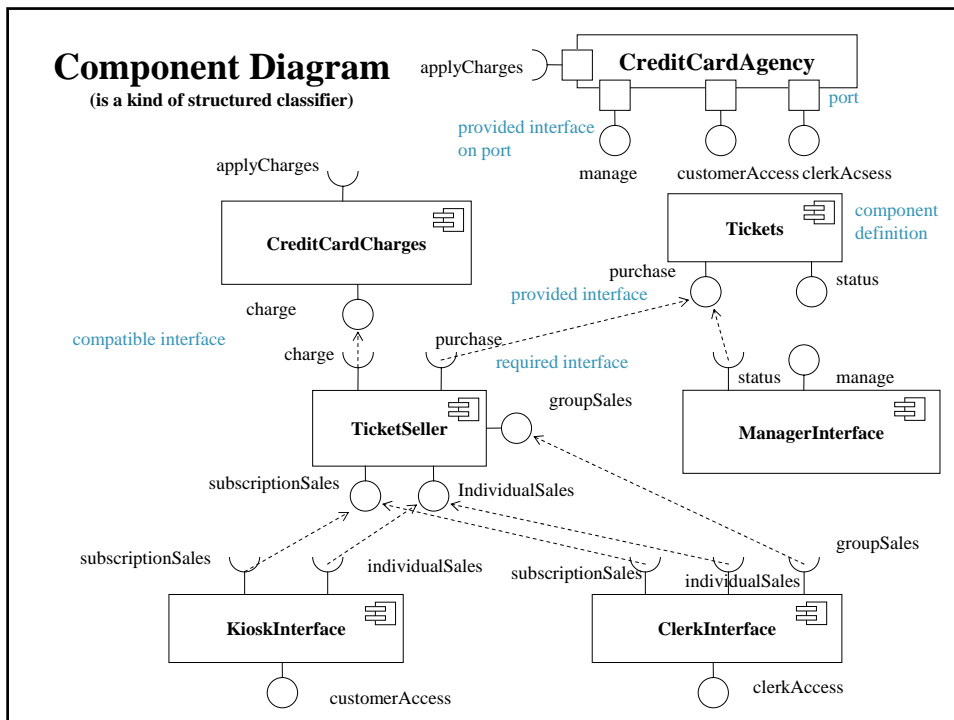 Component Diagram
(is a kind of structured classifier)
applyCharges
CreditCardAgency
port
provided interface
on port
manage
customerAccess
clerkAcsess
applyCharges
CreditCardCharges
charge
Tickets
component
definition
purchase
status
provided interface
compatible interface
charge
purchase
required interface
status
manage
groupSales
TicketSeller
ManagerInterface
subscriptionSales
IndividualSales
subscriptionSales
individualSales
subscriptionSales
individualSales
groupSales
KioskInterface
ClerkInterface
customerAccess
clerkAccess